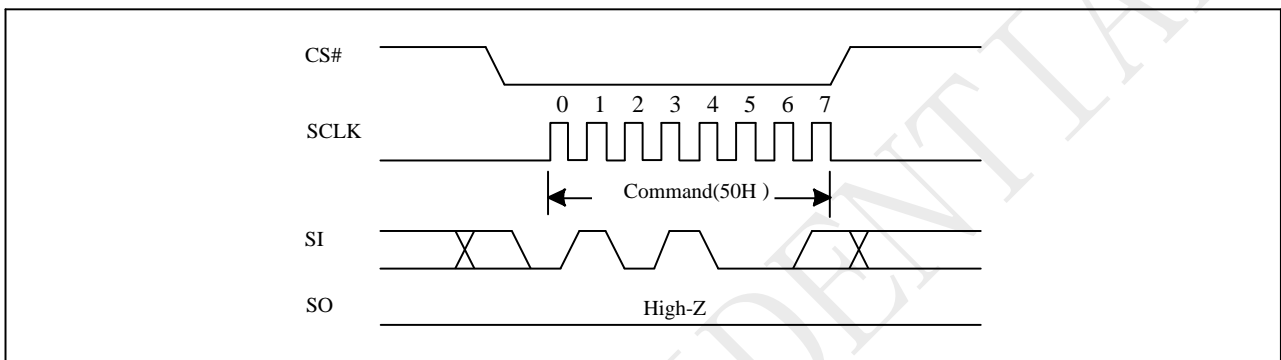 CS#
0 1 2 3 4 5 6 7
SCLK
Command(50H )
SI
SO
High-Z